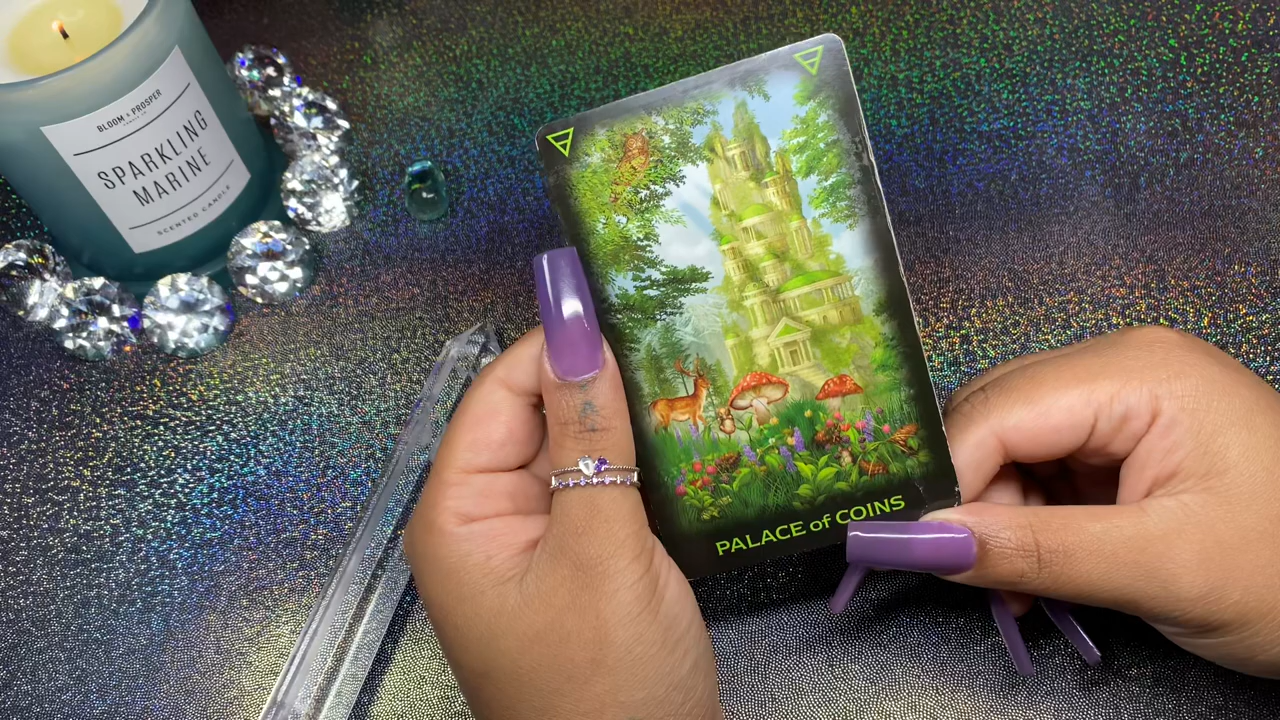 BLOOM & PROSPER
SPARKLING
MARINE
SCENTED CANDLE
PALACE of COINS